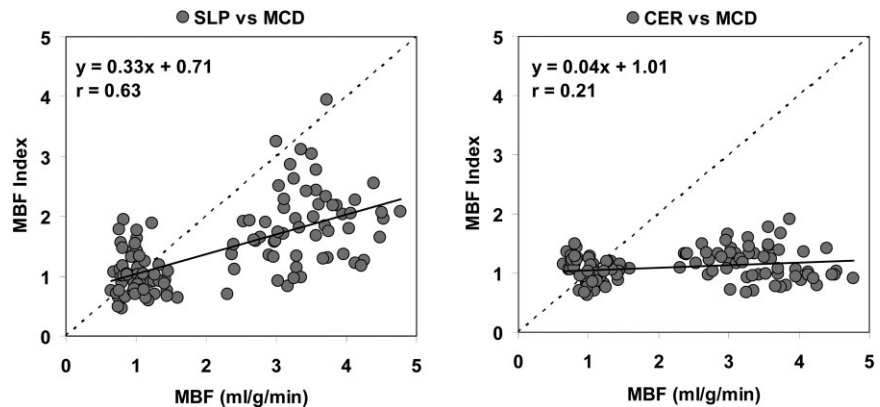 SLP vs MCD
y = 0.33x + 0.71
r = 0.63
5
4
3
2
1
0
MBF Index
0 1 2 3 4 5
MBF (ml/g/min)
CER vs MCD
y = 0.04x + 1.01
r = 0.21
5
4
3
2
1
0
MBF Index
0 1 2 3 4 5
MBF (ml/g/min)